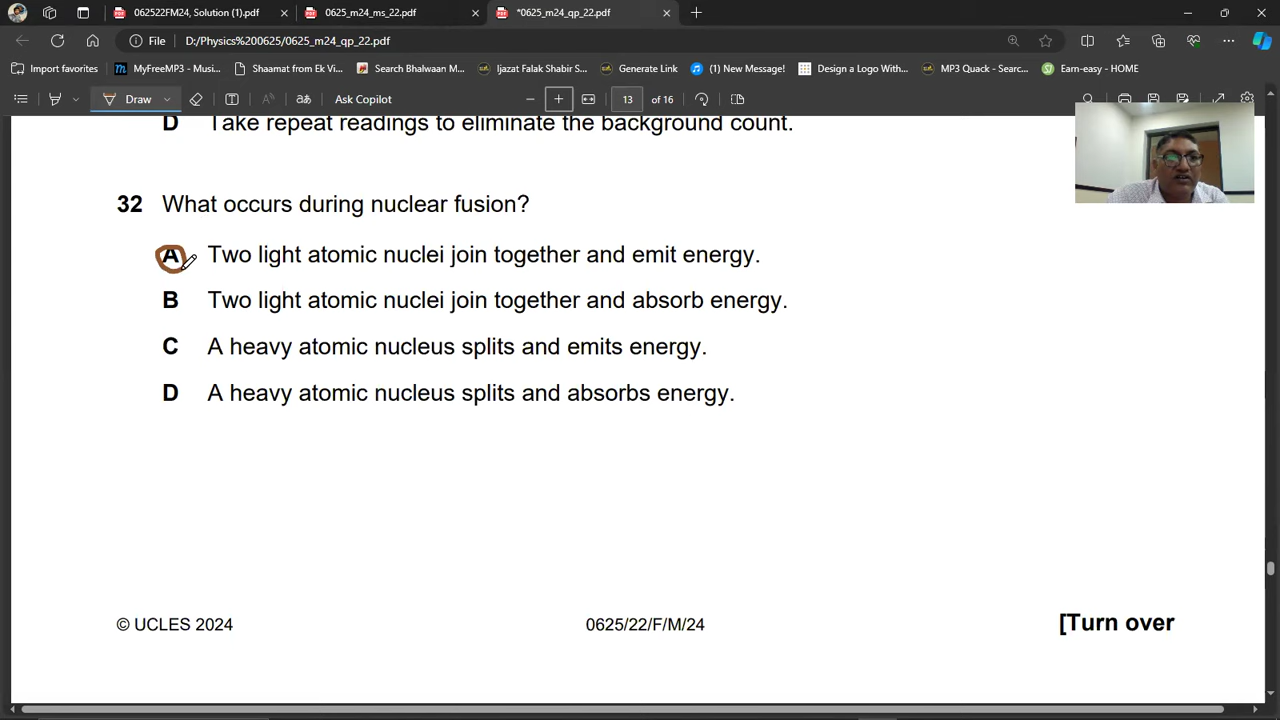 062522FM24, Solution (1).pdf
0625_m24_ms_22.pdf
*0625_m24_qp_22.pdf
File
D:/Physics%200625/0625_m24_qp_22.pdf
Import favorites
MyFreeMP3 - Musi...
Shaamat from Ek Vi...
Search Bhalwaan M...
Ijazat Falak Shabir S...
Generate Link
(1) New Message!
Design a Logo With...
MP3 Quack - Searc...
Earn-easy - HOME
Draw
Ask Copilot
13 of 16
D Take repeat readings to eliminate the background count.
32 What occurs during nuclear fusion?
A Two light atomic nuclei join together and emit energy.
B Two light atomic nuclei join together and absorb energy.
C A heavy atomic nucleus splits and emits energy.
D A heavy atomic nucleus splits and absorbs energy.
© UCLES 2024
0625/22/F/M/24
[Turn over